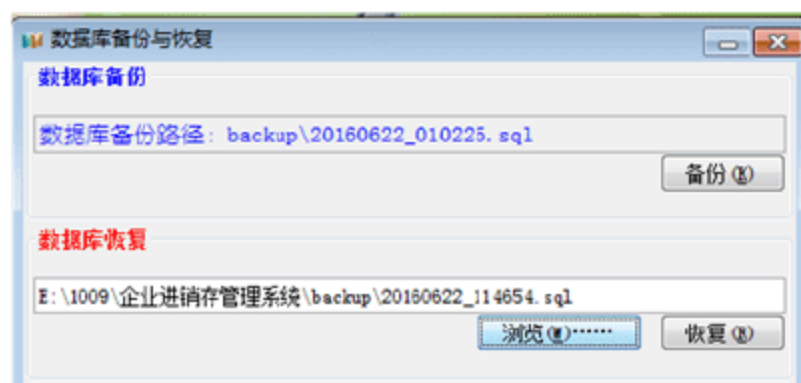 数据库备份与恢复
数据库备份
数据库备份路径: backup\20160622_010225.sql
备份(K)
数据库恢复
E:\1009\企业进销存管理系统\backup\20160622_114654.sql
浏览(W)……
恢复(R)